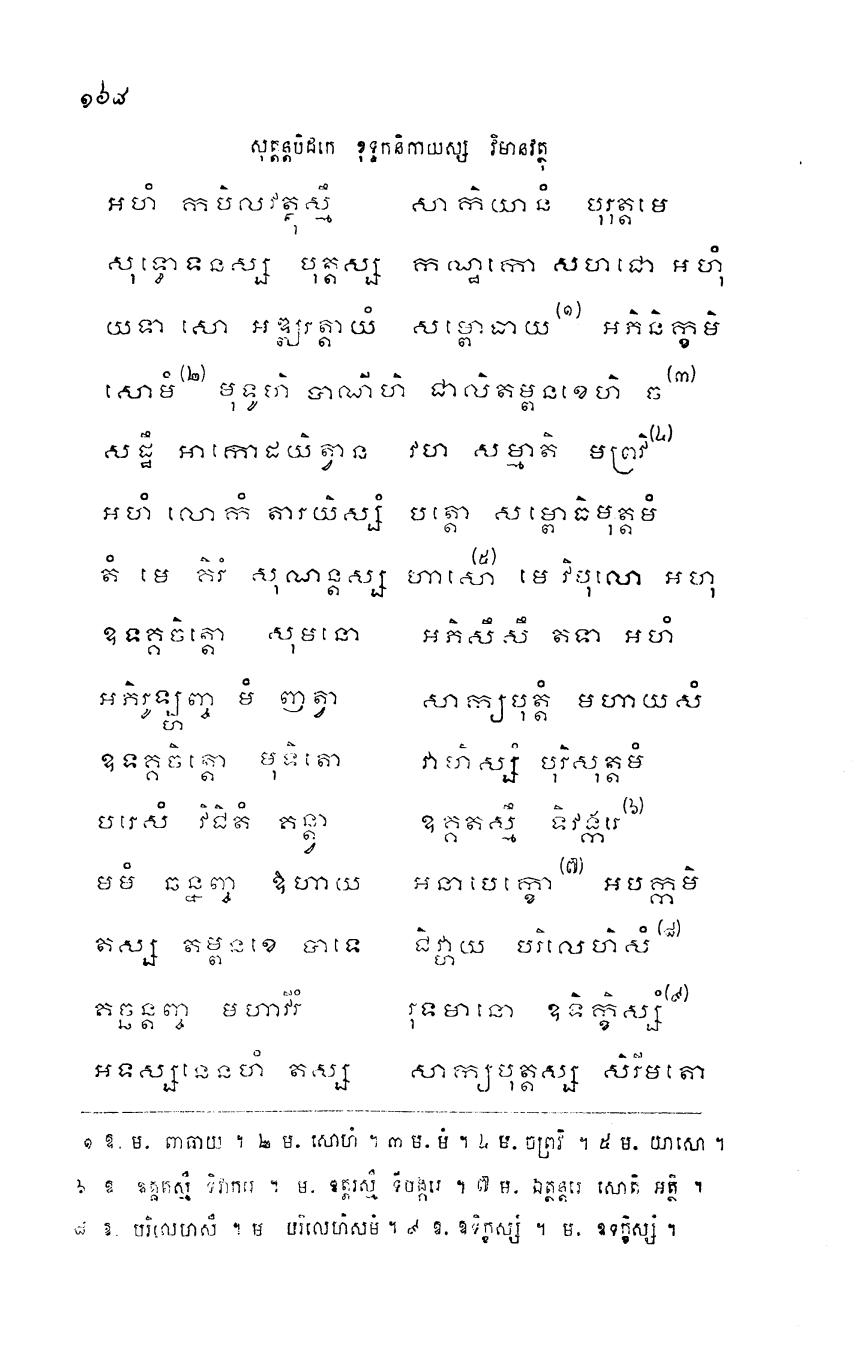 ១៦៨
សុត្តន្តបិដកេ ខុទ្ទកនិកាយស្ស វិមានវត្ថុ
អហំ កបិលវត្ថុស្មឹ សាកិយានំ បុរុត្តមេ
សុទ្ធោទនស្ស បុត្តស្ស កណ្ឋកោ សហជោ អហុំ
យទា សោ អឌ្ឍរត្តាយំ សម្ពោធាយ(១) អភិនិក្ខមិ
សោមំ(២) មុទូហិ បាណីហិ ជាលិតម្ពនខេហិ ច(៣)
សដ្ឋឹ អាកោដយិត្វាន វហ សម្មាតិ មព្រវិ(៤)
អហំ លោកំ តារយិស្សំ បត្តោ សម្ពោធិមុត្តមំ
តំ មេ គិរំ សុណន្តស្ស ហាសោ(៥) មេ វិបុលោ អហុ
ឧទគ្គចិត្តោ សុមនោ អភិសឹសឹ តទា អហំ
អភិរូឡ្ហញ្ច មំ ញត្វា សាក្យបុត្តំ មហាយសំ
ឧទគ្គចិត្តោ មុទិតោ វាហិស្សំ បុរិសុត្តមំ
បរេសំ វិជិតំ គន្ត្វា ឧគ្គតស្មឹ ទិវង្ករេ(៦)
មមំ ឆន្នញ្ច ឱហាយ អនាបេក្ខោ(៧) អបក្កមិ
តស្ស តម្ពនខេ បាទេ ជិវ្ហាយ បរិលេហិសំ(៨)
គច្ឆន្តញ្ច មហាវីរំ រុទមានោ ឧទិក្ខិស្សំ(៩)
អទស្សនេនហំ តស្ស សាក្យបុត្តស្ស សិរីមតោ
១ ឱ. ម. ពោធាយ ។ ២ ម. សោហំ ។ ៣ ម. មំ ។ ៤ ម. ចព្រវិ ។ ៥ ម. យាសោ ។
៦ ឱ ឧគ្គតស្មឹ ទិវាករេ ។ ម. ឧត្តរស្មឹ ទីបង្ករេ ។ ៧ ម. ឯត្ថន្តរេ សោតិ អត្ថិ ។
៨ ឱ. បរិលេហសឹ ។ ម បរិលេហិសមំ ។ ៩ ឱ. ឧទិក្ខស្សំ ។ ម. ឧទក្ខិស្សំ ។